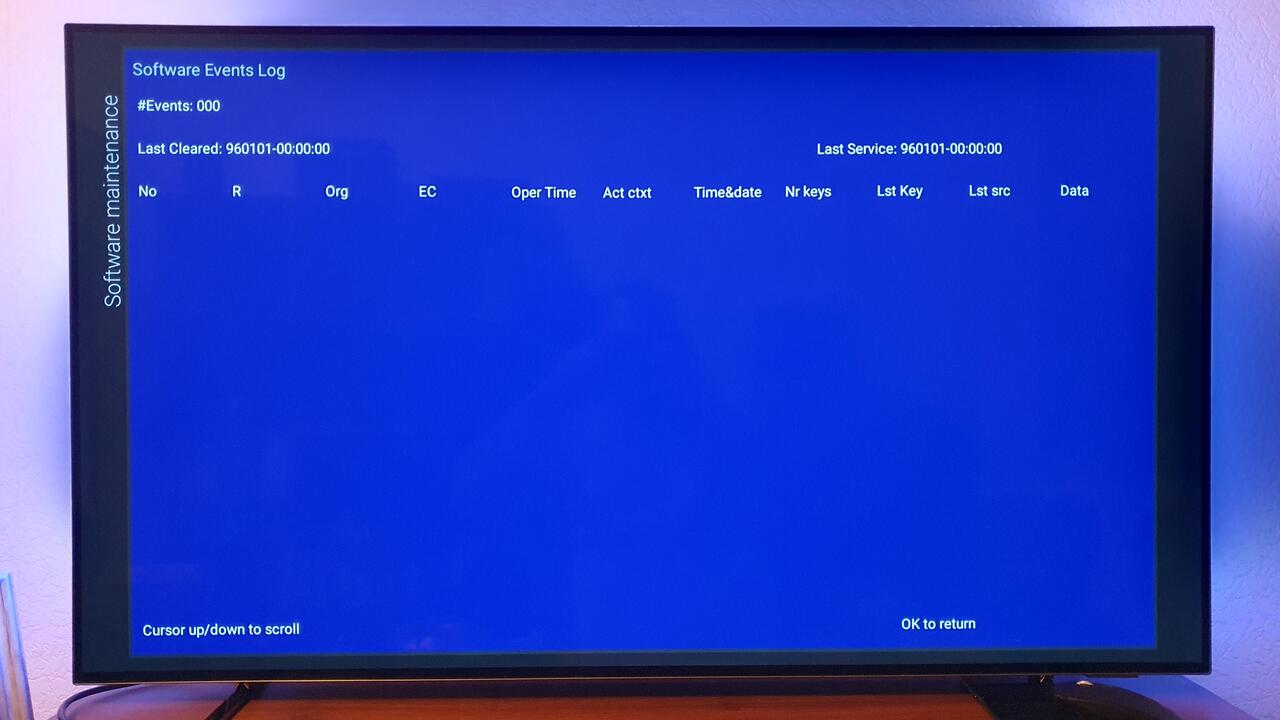 Software maintenance
Software Events Log
#Events: 000
Last Cleared: 960101-00:00:00 Last Service: 960101-00:00:00
No R Org EC Oper Time Act ctxt Time&date Nr keys Lst Key Lst src Data
Cursor up/down to scroll OK to return